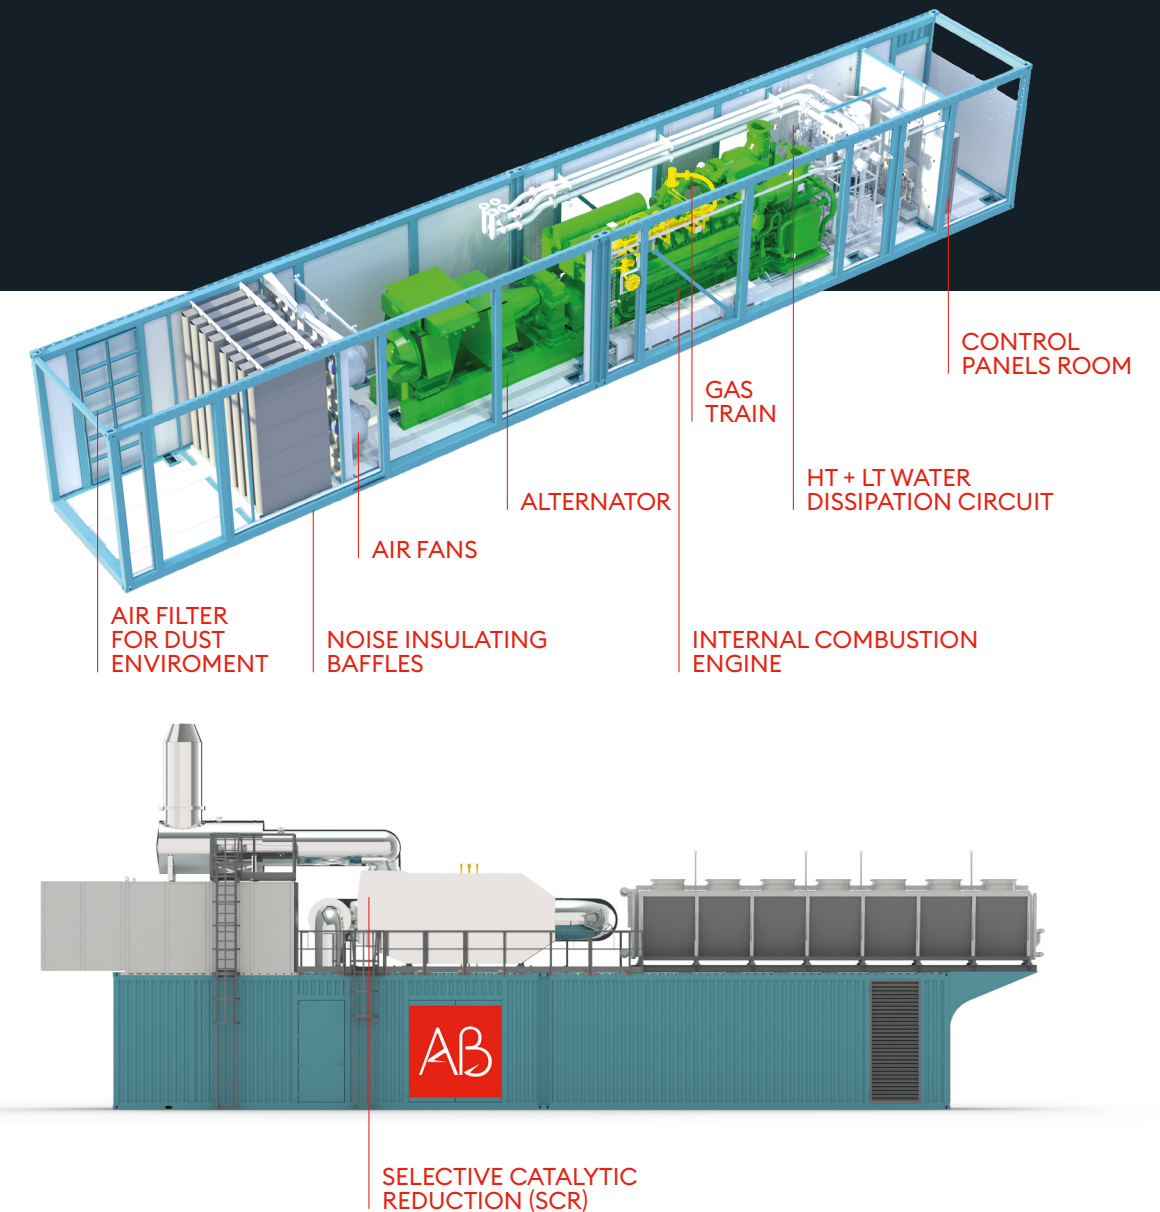 CONTROL
PANELS ROOM
GAS
TRAIN
HT + LT WATER
DISSIPATION CIRCUIT
ALTERNATOR
AIR FANS
AIR FILTER
FOR DUST
ENVIROMENT
NOISE INSULATING
BAFFLES
INTERNAL COMBUSTION
ENGINE
AB
SELECTIVE CATALYTIC
REDUCTION (SCR)